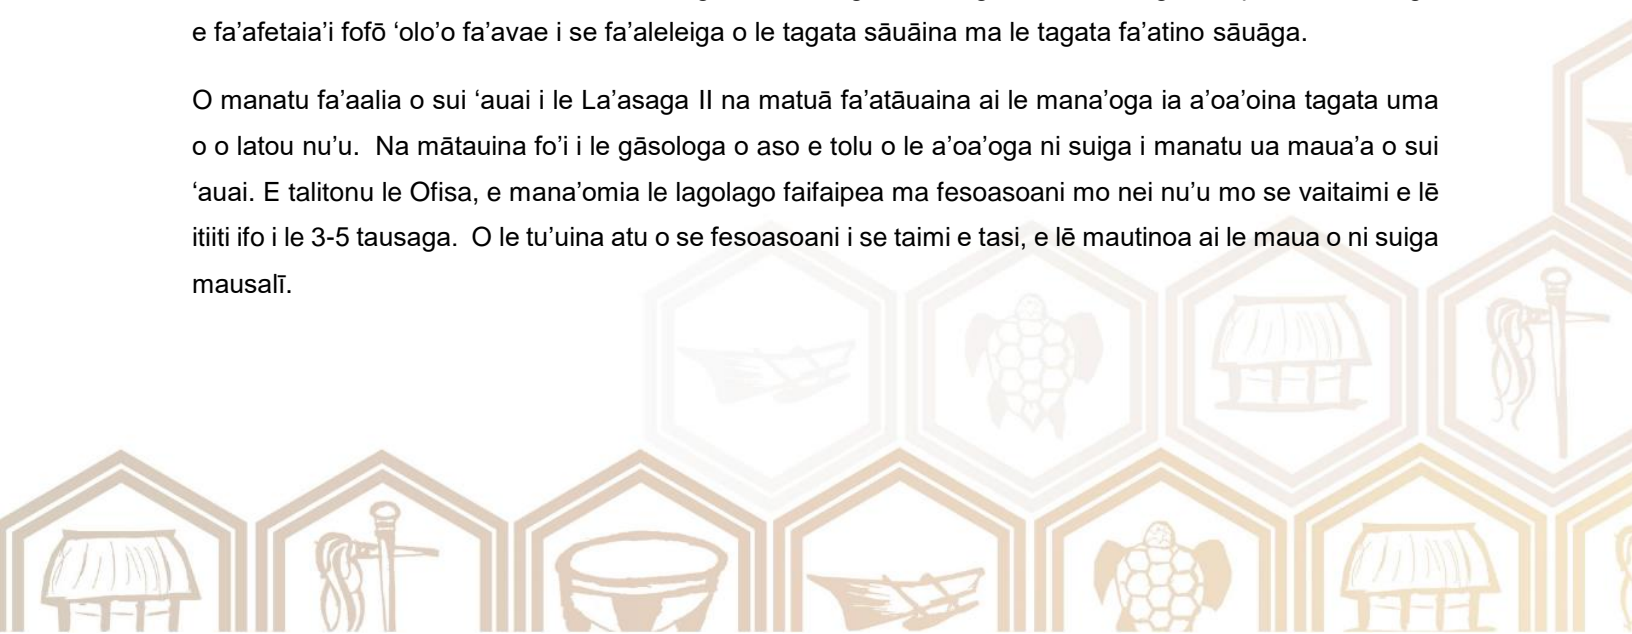 e fa’afetaia’i fofō ‘olo’o fa’avae i se fa’aleleiga o le tagata sāuāina ma le tagata fa’atino sāuāga.
O manatu fa’aalia o sui ‘auai i le La’asaga II na matuā fa’atāuaina ai le mana’oga ia a’oa’oina tagata uma
o o latou nu’u. Na mātauina fo’i i le gāsologa o aso e tolu o le a’oa’oga ni suiga i manatu ua maua’a o sui
‘auai. E talitonu le Ofisa, e mana’omia le lagolago faifaipea ma fesoasoani mo nei nu’u mo se vaitaimi e lē
itiiti ifo i le 3-5 tausaga. O le tu’uina atu o se fesoasoani i se taimi e tasi, e lē mautinoa ai le maua o ni suiga
mausalī.